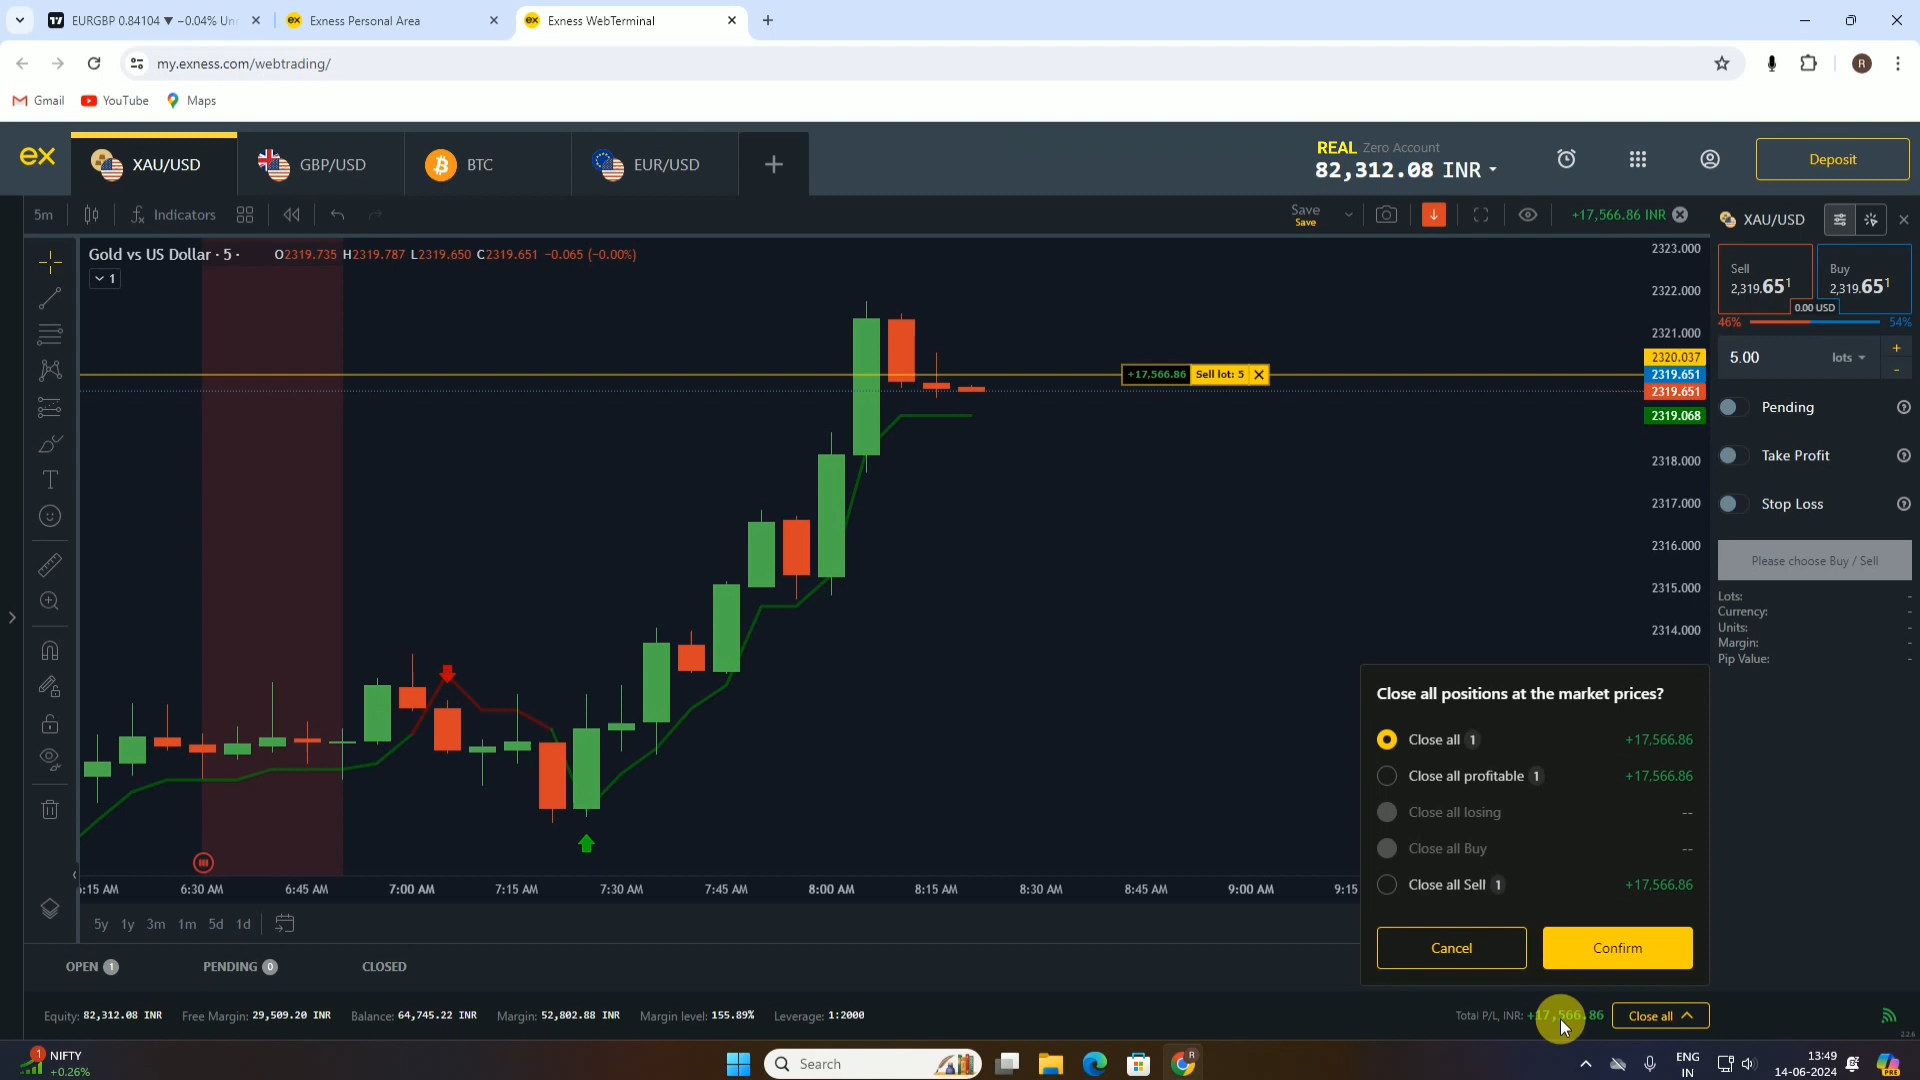 EURGBP 0.84104 ▼ −0.04% Un
Exness Personal Area
Exness WebTerminal
my.exness.com/webtrading/
R
Gmail
YouTube
Maps
ex
XAU/USD
GBP/USD
BTC
EUR/USD
REAL Zero Account
82,312.08 INR
Deposit
5m
Indicators
Save
Save
+17,566.86 INR
XAU/USD
Gold vs US Dollar · 5 ·
O2319.735 H2319.787 L2319.650 C2319.651 −0.065 (−0.00%)
1
2323.000
2322.000
2321.000
2320.037
2319.651
2319.651
2319.068
2318.000
2317.000
2316.000
2315.000
2314.000
+17,566.86 Sell lot: 5
Sell
2,319.651
Buy
2,319.651
0.00 USD
46%
54%
5.00
lots
+
-
Pending
Take Profit
Stop Loss
Please choose Buy / Sell
Lots: -
Currency: -
Units: -
Margin: -
Pip Value: -
Close all positions at the market prices?
Close all 1 +17,566.86
Close all profitable 1 +17,566.86
Close all losing --
Close all Buy --
Close all Sell 1 +17,566.86
Cancel
Confirm
:15 AM 6:30 AM 6:45 AM 7:00 AM 7:15 AM 7:30 AM 7:45 AM 8:00 AM 8:15 AM 8:30 AM 8:45 AM 9:00 AM 9:15
5y 1y 3m 1m 5d 1d
OPEN 1
PENDING 0
CLOSED
Equity: 82,312.08 INR Free Margin: 29,509.20 INR Balance: 64,745.22 INR Margin: 52,802.88 INR Margin level: 155.89% Leverage: 1:2000
Total P/L, INR: +17,566.86
Close all
2.2.6
1
NIFTY
+0.26%
Search
R
ENG
IN
13:49
14-06-2024
PRE